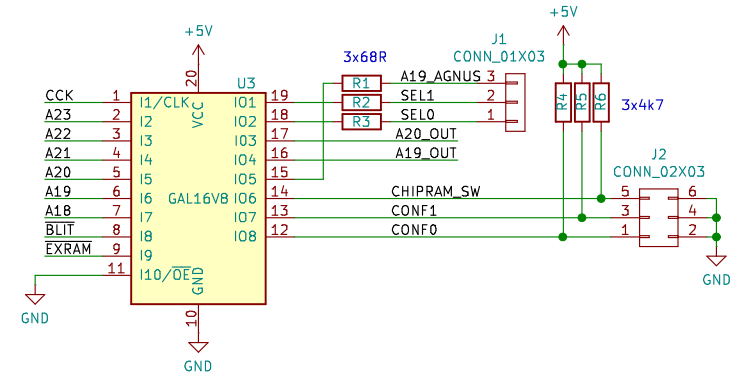 +5V
+5V
J1
CONN_01X03
3x68R
U3
20
VCC
CCK 1 I1/CLK IO1 19 R1 A19_AGNUS 3
A23 2 I2 IO2 18 R2 SEL1 2
A22 3 I3 IO3 17 R3 SEL0 1
A21 4 I4 IO4 16 A20_OUT
A20 5 I5 IO5 15 A19_OUT
A19 6 I6 GAL16V8 IO6 14 CHIPRAM_SW 5 6
A18 7 I7 IO7 13 CONF1 3 4
BLIT 8 I8 IO8 12 CONF0 1 2
EXRAM 9 I9
11 I10/OE
GND
10
R4 R5 R6 3x4k7
J2
CONN_02X03
GND
GND
GND